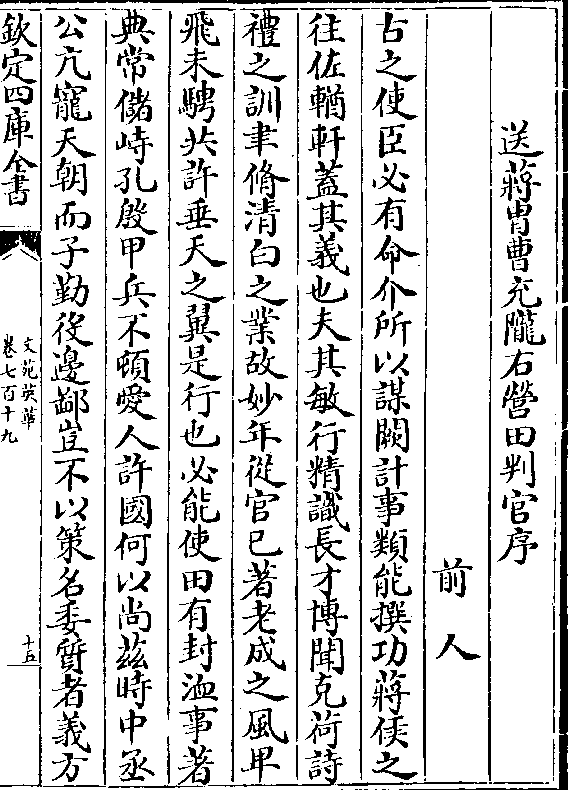 送蔣胄曹充隴右營田判官序
前人
古之使臣必有命介所以謀闕計事類能撰功蔣侯之
往佐輶軒蓋其義也夫其敏行精識長才博聞克荷詩
禮之訓聿脩清白之業故妙年從官已著老成之風甲
飛未騁共許垂天之翼是行也必能使田有封洫事著
典常儲峙孔殷甲兵不頓愛人許國何以尚茲時中丞
公亢寵天朝而子勤役邊鄙豈不以策名委質者義方
欽定四庫全書
文苑英華
卷七百十九
十五